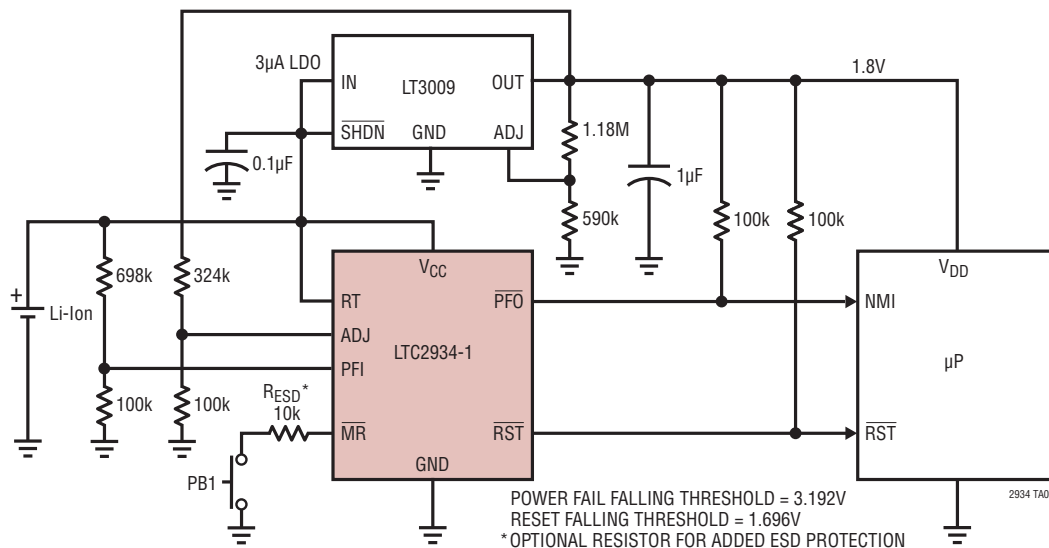 3µA LDO
IN
LT3009
OUT
1.8V
SHDN
GND
ADJ
1.18M
0.1µF
1µF
590k
100k
100k
698k
324k
VCC
VDD
Li-Ion
+
RT
PFO
NMI
ADJ
LTC2934-1
µP
PFI
100k
100k
RESD*
10k
MR
RST
RST
GND
PB1
POWER FAIL FALLING THRESHOLD = 3.192V
RESET FALLING THRESHOLD = 1.696V
*OPTIONAL RESISTOR FOR ADDED ESD PROTECTION
2934 TA0